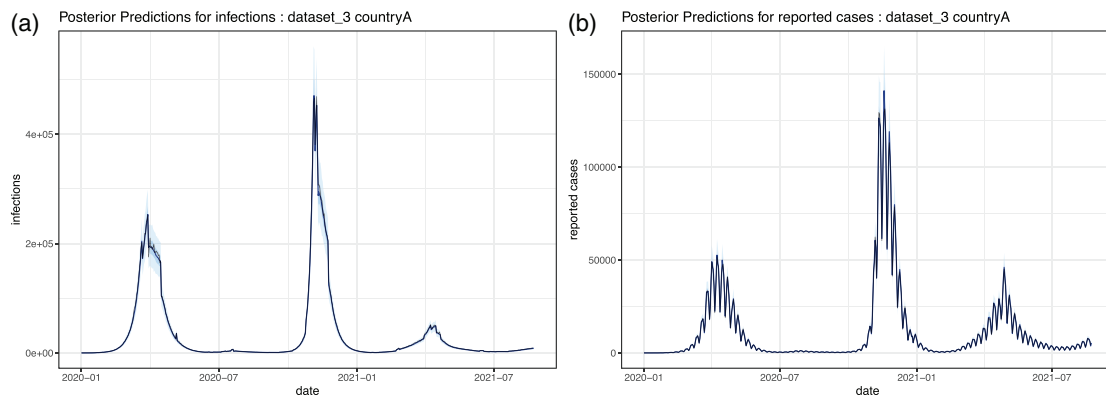 (a)
Posterior Predictions for infections : dataset_3 countryA
infections
4e+05
2e+05
0e+00
2020−01
2020−07
2021−01
2021−07
date
(b)
Posterior Predictions for reported cases : dataset_3 countryA
reported cases
150000
100000
50000
0
2020−01
2020−07
2021−01
2021−07
date